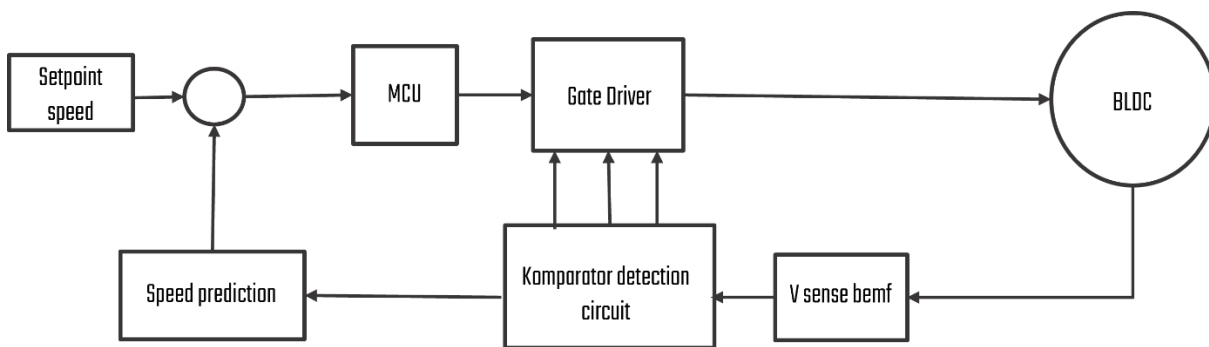 Setpoint
speed
MCU
Gate Driver
BLDC
Speed prediction
Komparator detection
circuit
V sense bemf